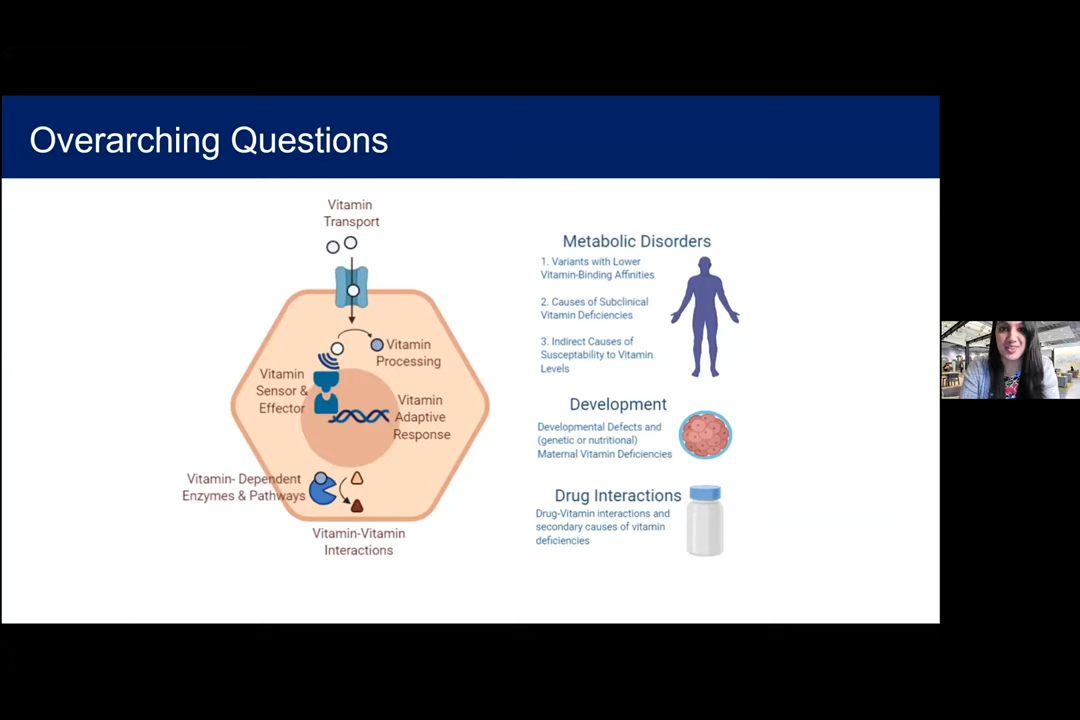 Overarching Questions
Vitamin
Transport
Vitamin
Processing
Vitamin
Sensor &
Effector
Vitamin
Adaptive
Response
Vitamin- Dependent
Enzymes & Pathways
Vitamin-Vitamin
Interactions
Metabolic Disorders
1. Variants with Lower
Vitamin-Binding Affinities
2. Causes of Subclinical
Vitamin Deficiencies
3. Indirect Causes of
Susceptability to Vitamin
Levels
Development
Developmental Defects and
(genetic or nutritional)
Maternal Vitamin Deficiencies
Drug Interactions
Drug-Vitamin interactions and
secondary causes of vitamin
deficiencies